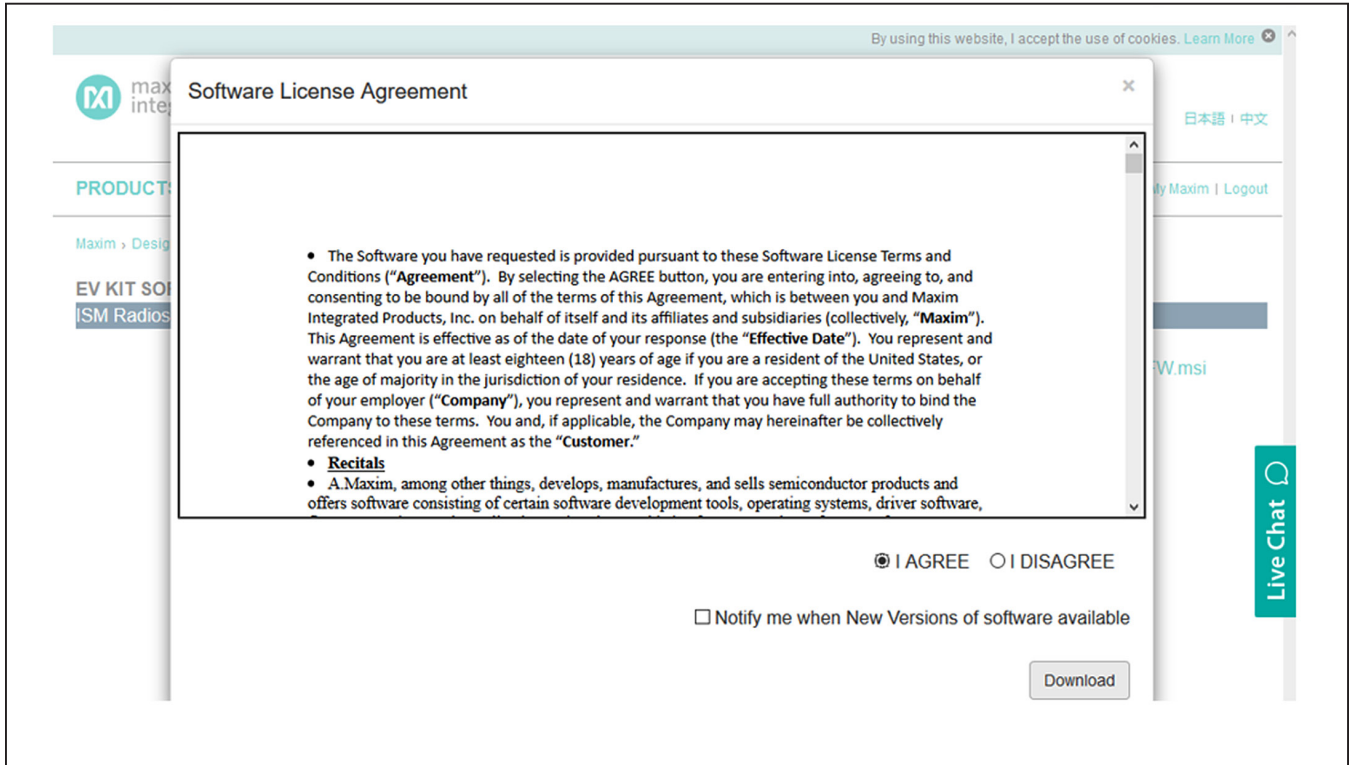 By using this website, I accept the use of cookies. Learn More
max
inte
日本語 | 中文
PRODUCTS
My Maxim | Logout
Maxim › Desig
EV KIT SOF
ISM Radios
FW.msi
Software License Agreement
×
• The Software you have requested is provided pursuant to these Software License Terms and
Conditions (“Agreement”). By selecting the AGREE button, you are entering into, agreeing to, and
consenting to be bound by all of the terms of this Agreement, which is between you and Maxim
Integrated Products, Inc. on behalf of itself and its affiliates and subsidiaries (collectively, “Maxim”).
This Agreement is effective as of the date of your response (the “Effective Date”). You represent and
warrant that you are at least eighteen (18) years of age if you are a resident of the United States, or
the age of majority in the jurisdiction of your residence. If you are accepting these terms on behalf
of your employer (“Company”), you represent and warrant that you have full authority to bind the
Company to these terms. You and, if applicable, the Company may hereinafter be collectively
referenced in this Agreement as the “Customer.”
• Recitals
• A.Maxim, among other things, develops, manufactures, and sells semiconductor products and
offers software consisting of certain software development tools, operating systems, driver software,
I AGREE I DISAGREE
Notify me when New Versions of software available
Download
Live Chat